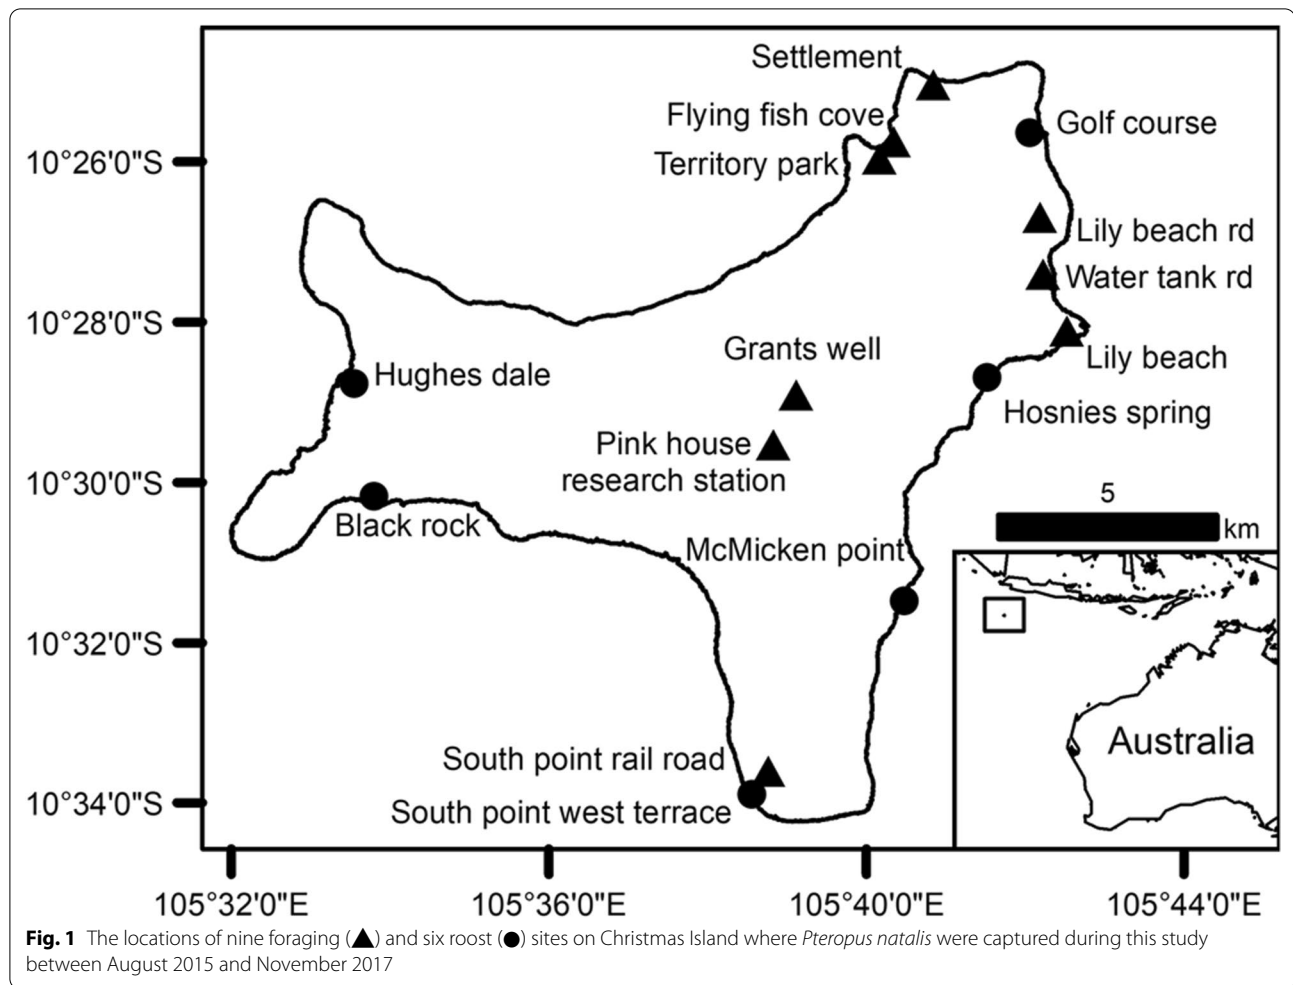 Settlement
Flying fish cove
Golf course
10°26'0"S
Territory park
Lily beach rd
Water tank rd
10°28'0"S
Grants well
Lily beach
Hughes dale
Hosnies spring
Pink house
research station
10°30'0"S
5
km
Black rock
McMicken point
10°32'0"S
Australia
South point rail road
10°34'0"S
South point west terrace
105°32'0"E
105°36'0"E
105°40'0"E
105°44'0"E
Fig. 1 The locations of nine foraging (▲) and six roost (●) sites on Christmas Island where Pteropus natalis were captured during this study
between August 2015 and November 2017